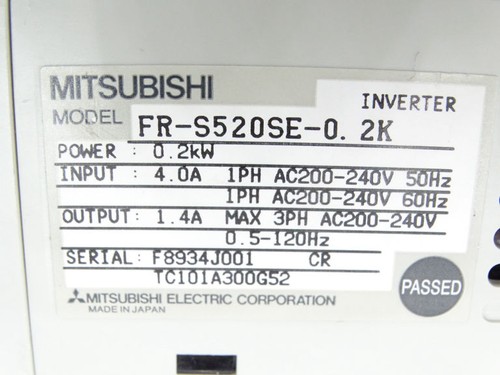 MITSUBISHI
INVERTER
MODEL FR-S520SE-0.2K
POWER : 0.2kW
INPUT : 4.0A 1PH AC200-240V 50Hz
1PH AC200-240V 60Hz
OUTPUT: 1.4A MAX 3PH AC200-240V
0.5-120Hz
SERIAL: F8934J001 CR
TC101A300G52
PASSED
MITSUBISHI ELECTRIC CORPORATION
MADE IN JAPAN